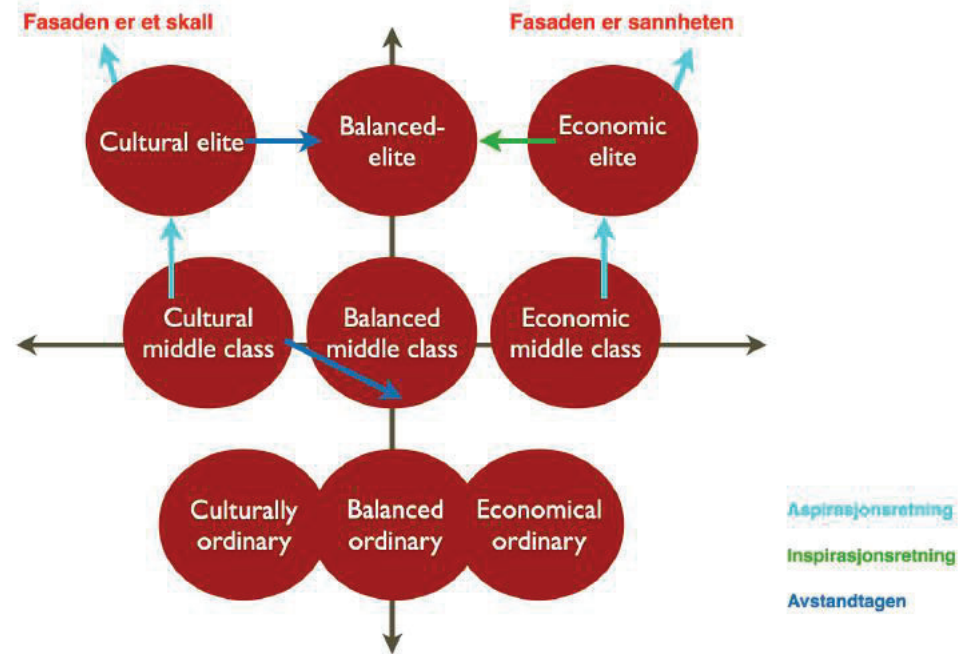 Fasaden er et skall
Fasaden er sannheten
Cultural elite
Balanced-
elite
Economic
elite
Cultural
middle class
Balanced
middle class
Economic
middle class
Culturally
ordinary
Balanced
ordinary
Economical
ordinary
Aspirasjonsretning
Inspirasjonsretning
Avstandtagen